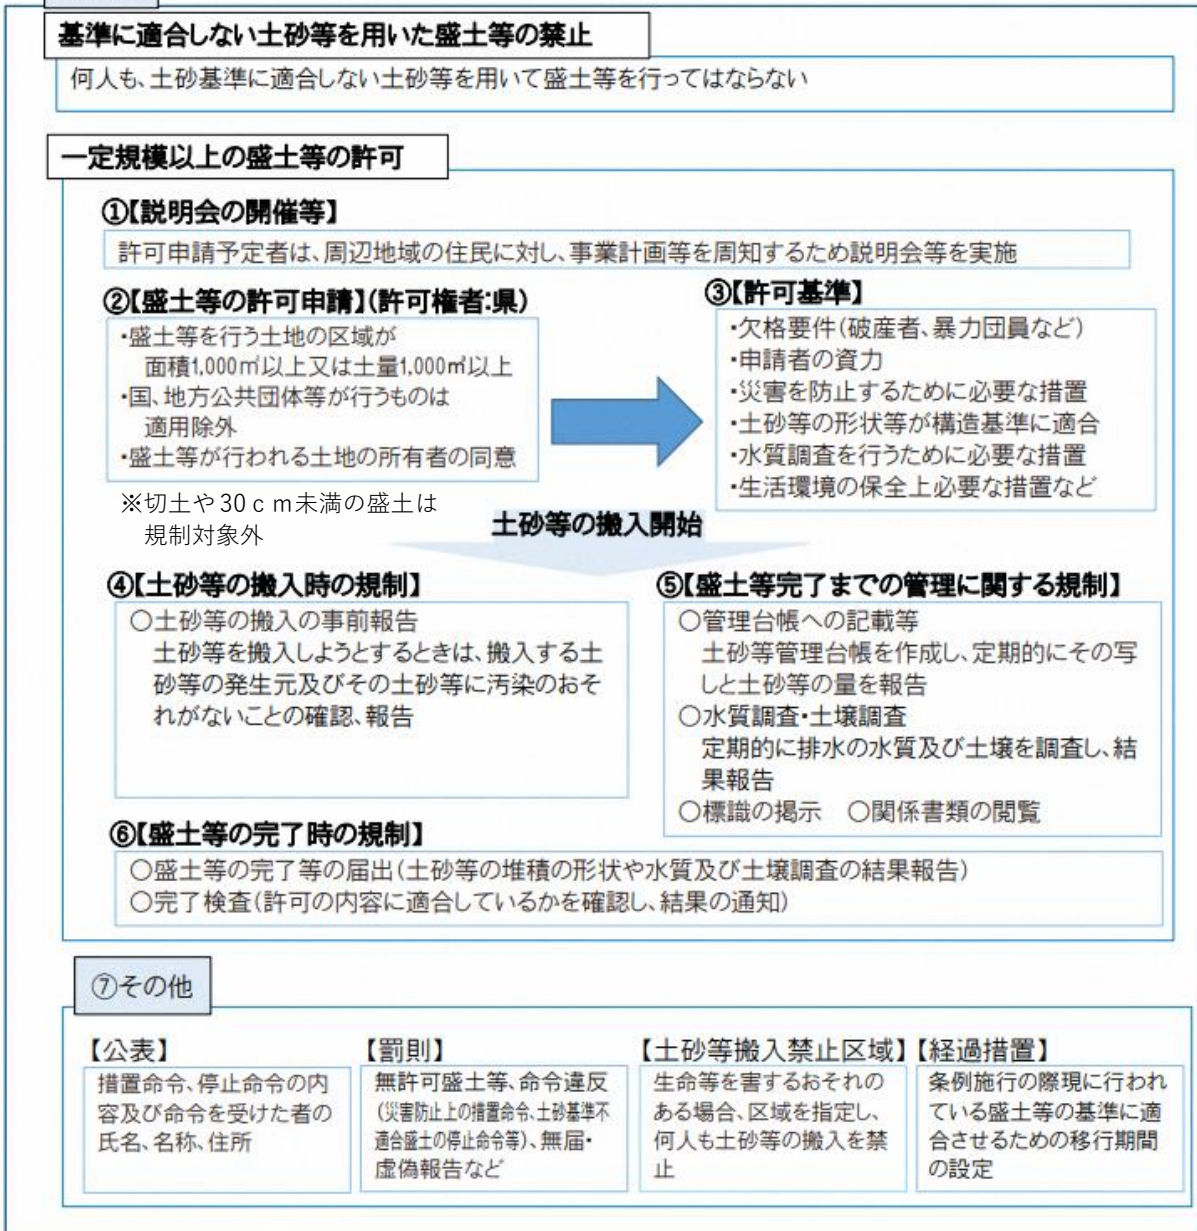 基準に適合しない土砂等を用いた盛土等の禁止
何人も、土砂基準に適合しない土砂等を用いて盛土等を行ってはならない
一定規模以上の盛土等の許可
①【説明会の開催等】
許可申請予定者は、周辺地域の住民に対し、事業計画等を周知するため説明会等を実施
②【盛土等の許可申請】(許可権者:県)
・盛土等を行う土地の区域が
面積1,000㎡以上又は土量1,000㎥以上
・国、地方公共団体等が行うものは
適用除外
・盛土等が行われる土地の所有者の同意
※切土や30cm未満の盛土は
規制対象外
③【許可基準】
・欠格要件(破産者、暴力団員など)
・申請者の資力
・災害を防止するために必要な措置
・土砂等の形状等が構造基準に適合
・水質調査を行うために必要な措置
・生活環境の保全上必要な措置など
土砂等の搬入開始
④【土砂等の搬入時の規制】
○土砂等の搬入の事前報告
土砂等を搬入しようとするときは、搬入する土
砂等の発生元及びその土砂等に汚染のおそ
れがないことの確認、報告
⑤【盛土等完了までの管理に関する規制】
○管理台帳への記載等
土砂等管理台帳を作成し、定期的にその写
しと土砂等の量を報告
○水質調査・土壌調査
定期的に排水の水質及び土壌を調査し、結
果報告
○標識の掲示 ○関係書類の閲覧
⑥【盛土等の完了時の規制】
○盛土等の完了等の届出(土砂等の堆積の形状や水質及び土壌調査の結果報告)
○完了検査(許可の内容に適合しているかを確認し、結果の通知)
⑦その他
【公表】
措置命令、停止命令の内
容及び命令を受けた者の
氏名、名称、住所
【罰則】
無許可盛土等、命令違反
(災害防止上の措置命令、土砂基準不
適合盛土の停止命令等)、無届・
虚偽報告など
【土砂等搬入禁止区域】
生命等を害するおそれの
ある場合、区域を指定し、
何人も土砂等の搬入を禁
止
【経過措置】
条例施行の際現に行われ
ている盛土等の基準に適
合させるための移行期間
の設定